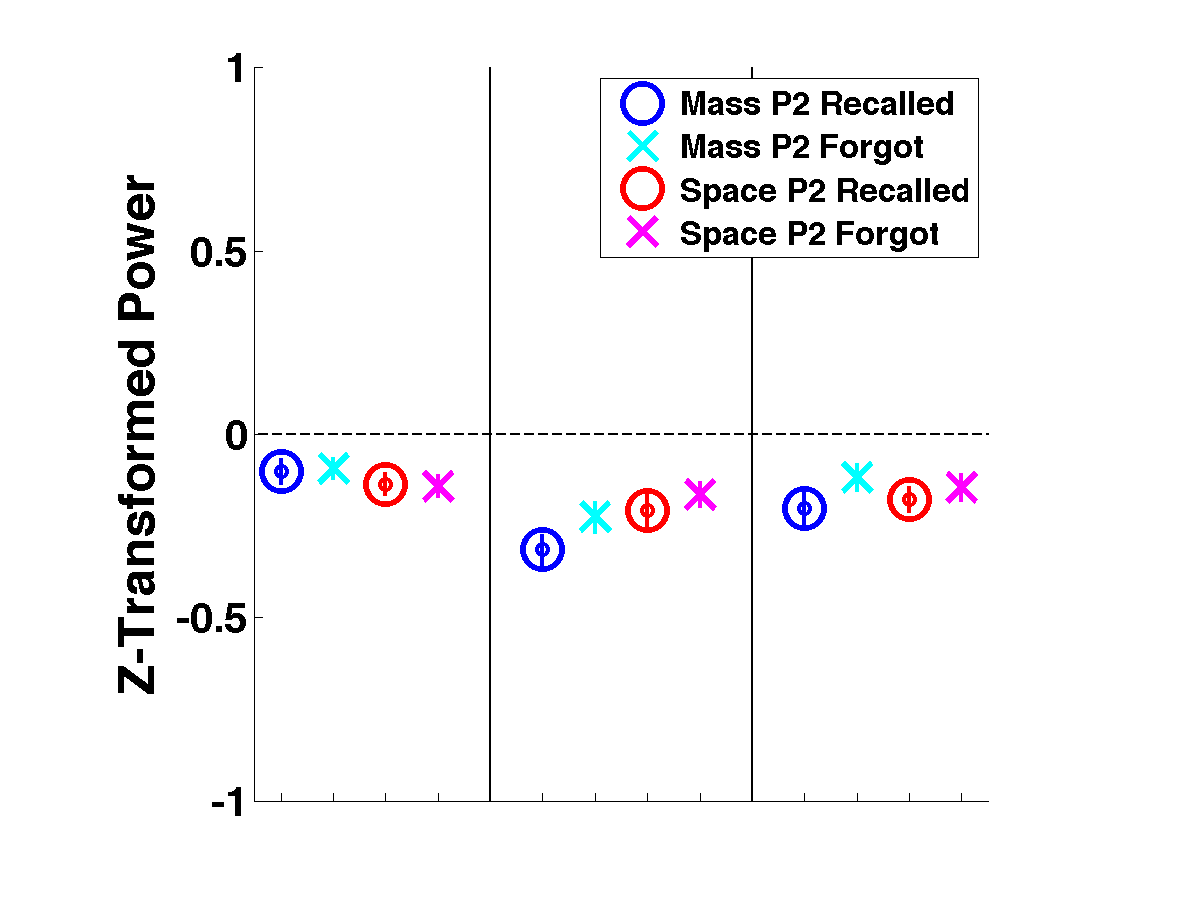 Z-Transformed Power
1
0.5
0
-0.5
-1
Mass P2 Recalled
Mass P2 Forgot
Space P2 Recalled
Space P2 Forgot